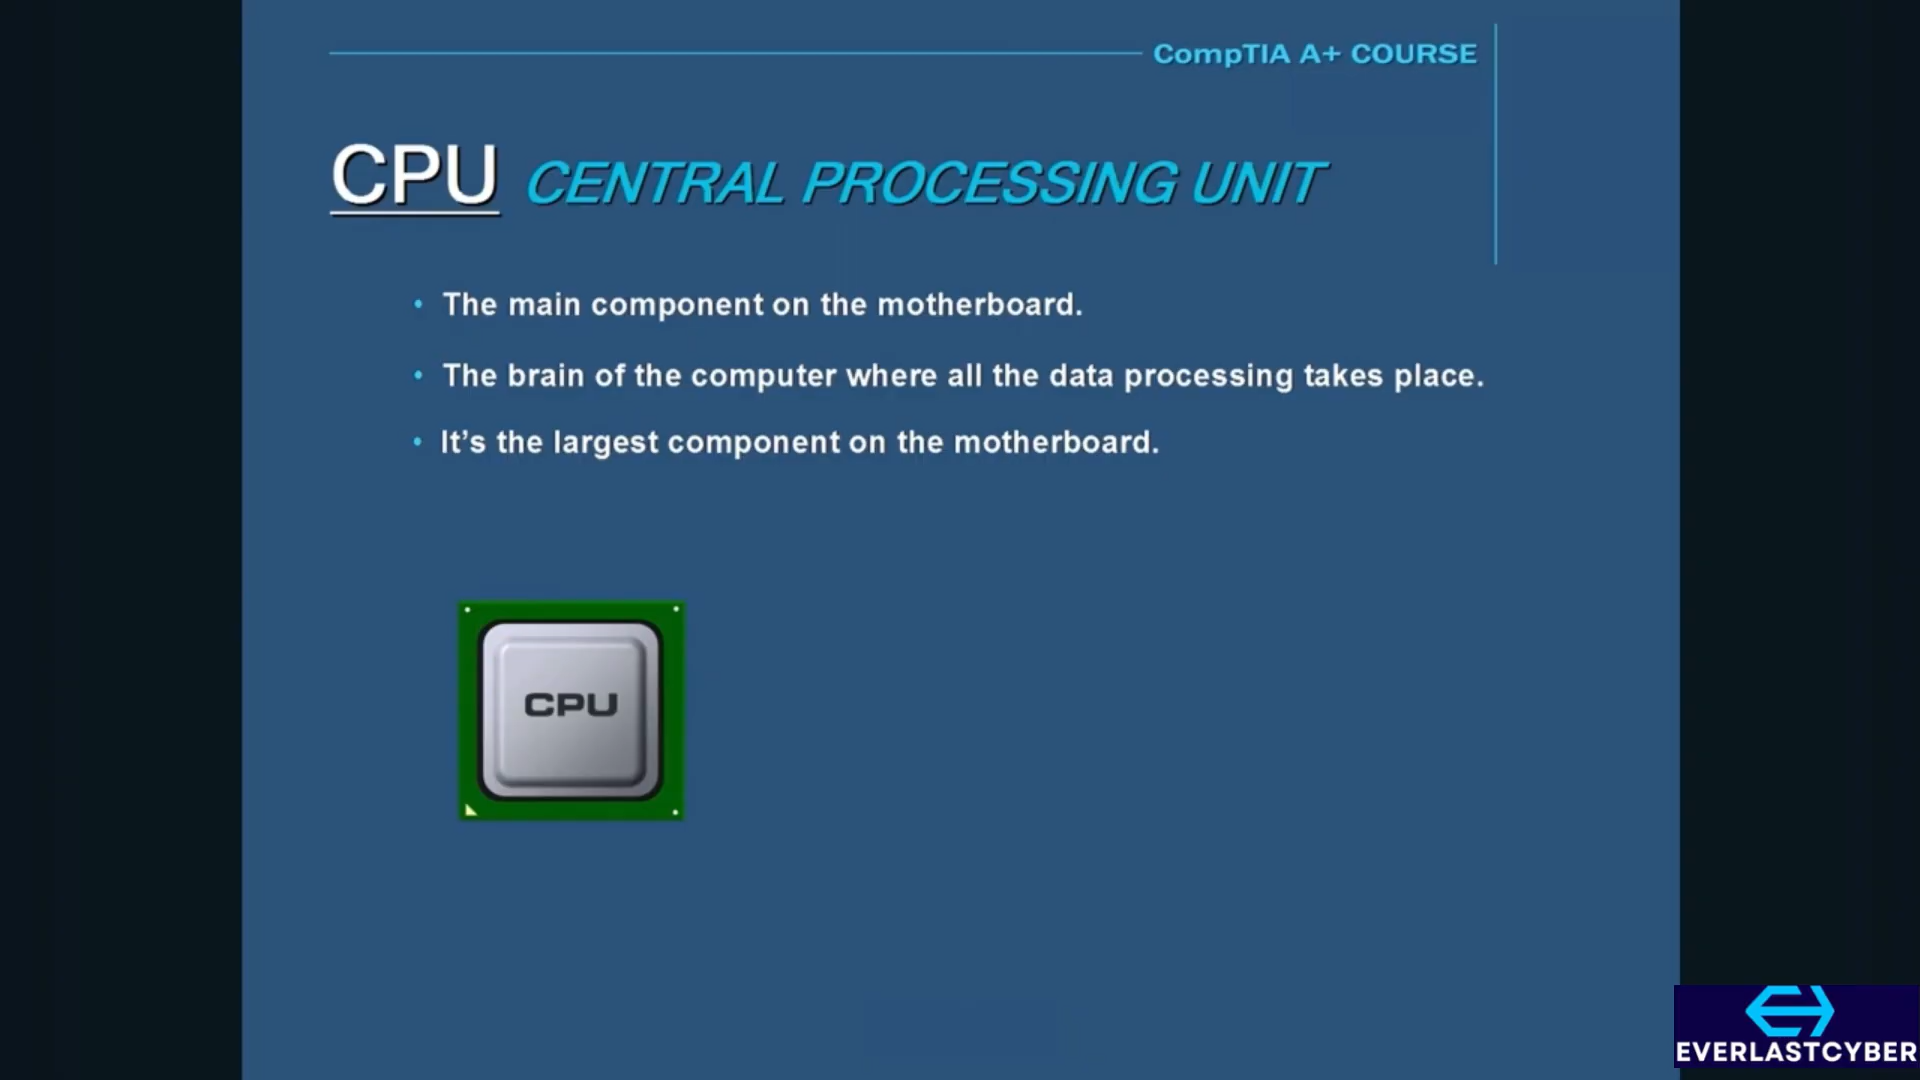 CompTIA A+ COURSE
CPU CENTRAL PROCESSING UNIT
• The main component on the motherboard.
• The brain of the computer where all the data processing takes place.
• It’s the largest component on the motherboard.
CPU
EVERLASTCYBER